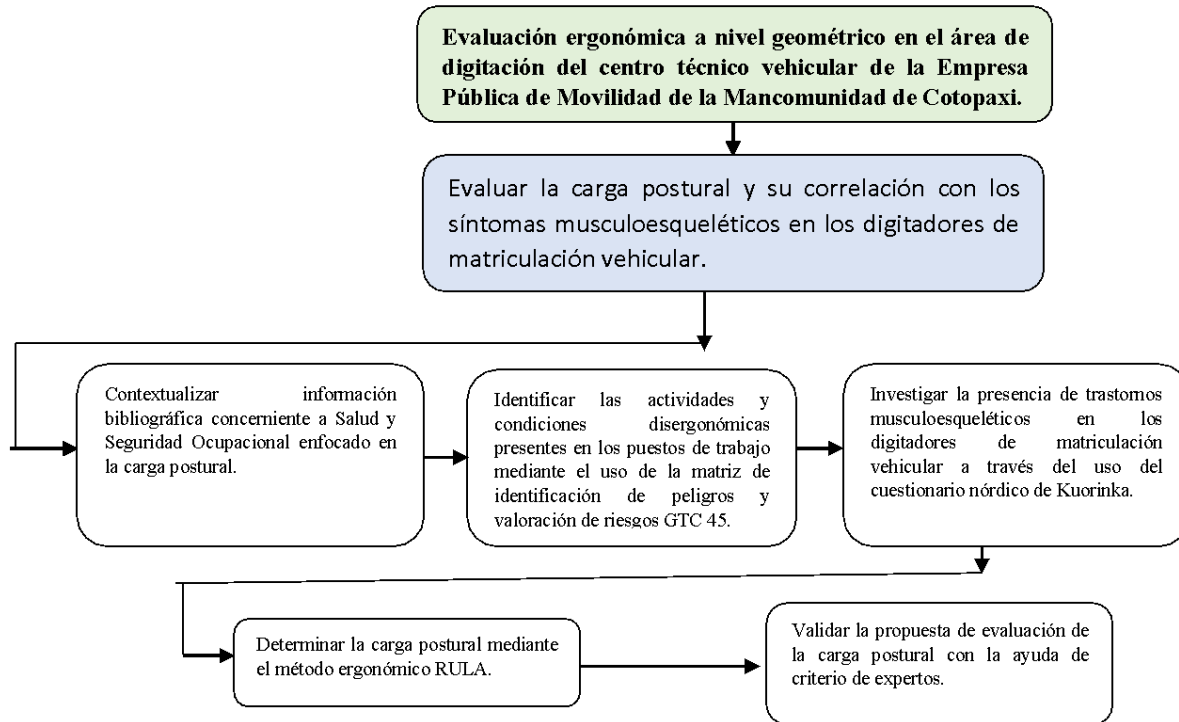 Evaluación ergonómica a nivel geométrico en el área de
digitación del centro técnico vehicular de la Empresa
Pública de Movilidad de la Mancomunidad de Cotopaxi.
Evaluar la carga postural y su correlación con los
síntomas musculoesqueléticos en los digitadores de
matriculación vehicular.
Contextualizar información
bibliográfica concerniente a Salud y
Seguridad Ocupacional enfocado en
la carga postural.
Identificar las actividades y
condiciones disergonómicas
presentes en los puestos de trabajo
mediante el uso de la matriz de
identificación de peligros y
valoración de riesgos GTC 45.
Investigar la presencia de trastornos
musculoesqueléticos en los
digitadores de matriculación
vehicular a través del uso del
cuestionario nórdico de Kuorinka.
Determinar la carga postural mediante
el método ergonómico RULA.
Validar la propuesta de evaluación de
la carga postural con la ayuda de
criterio de expertos.